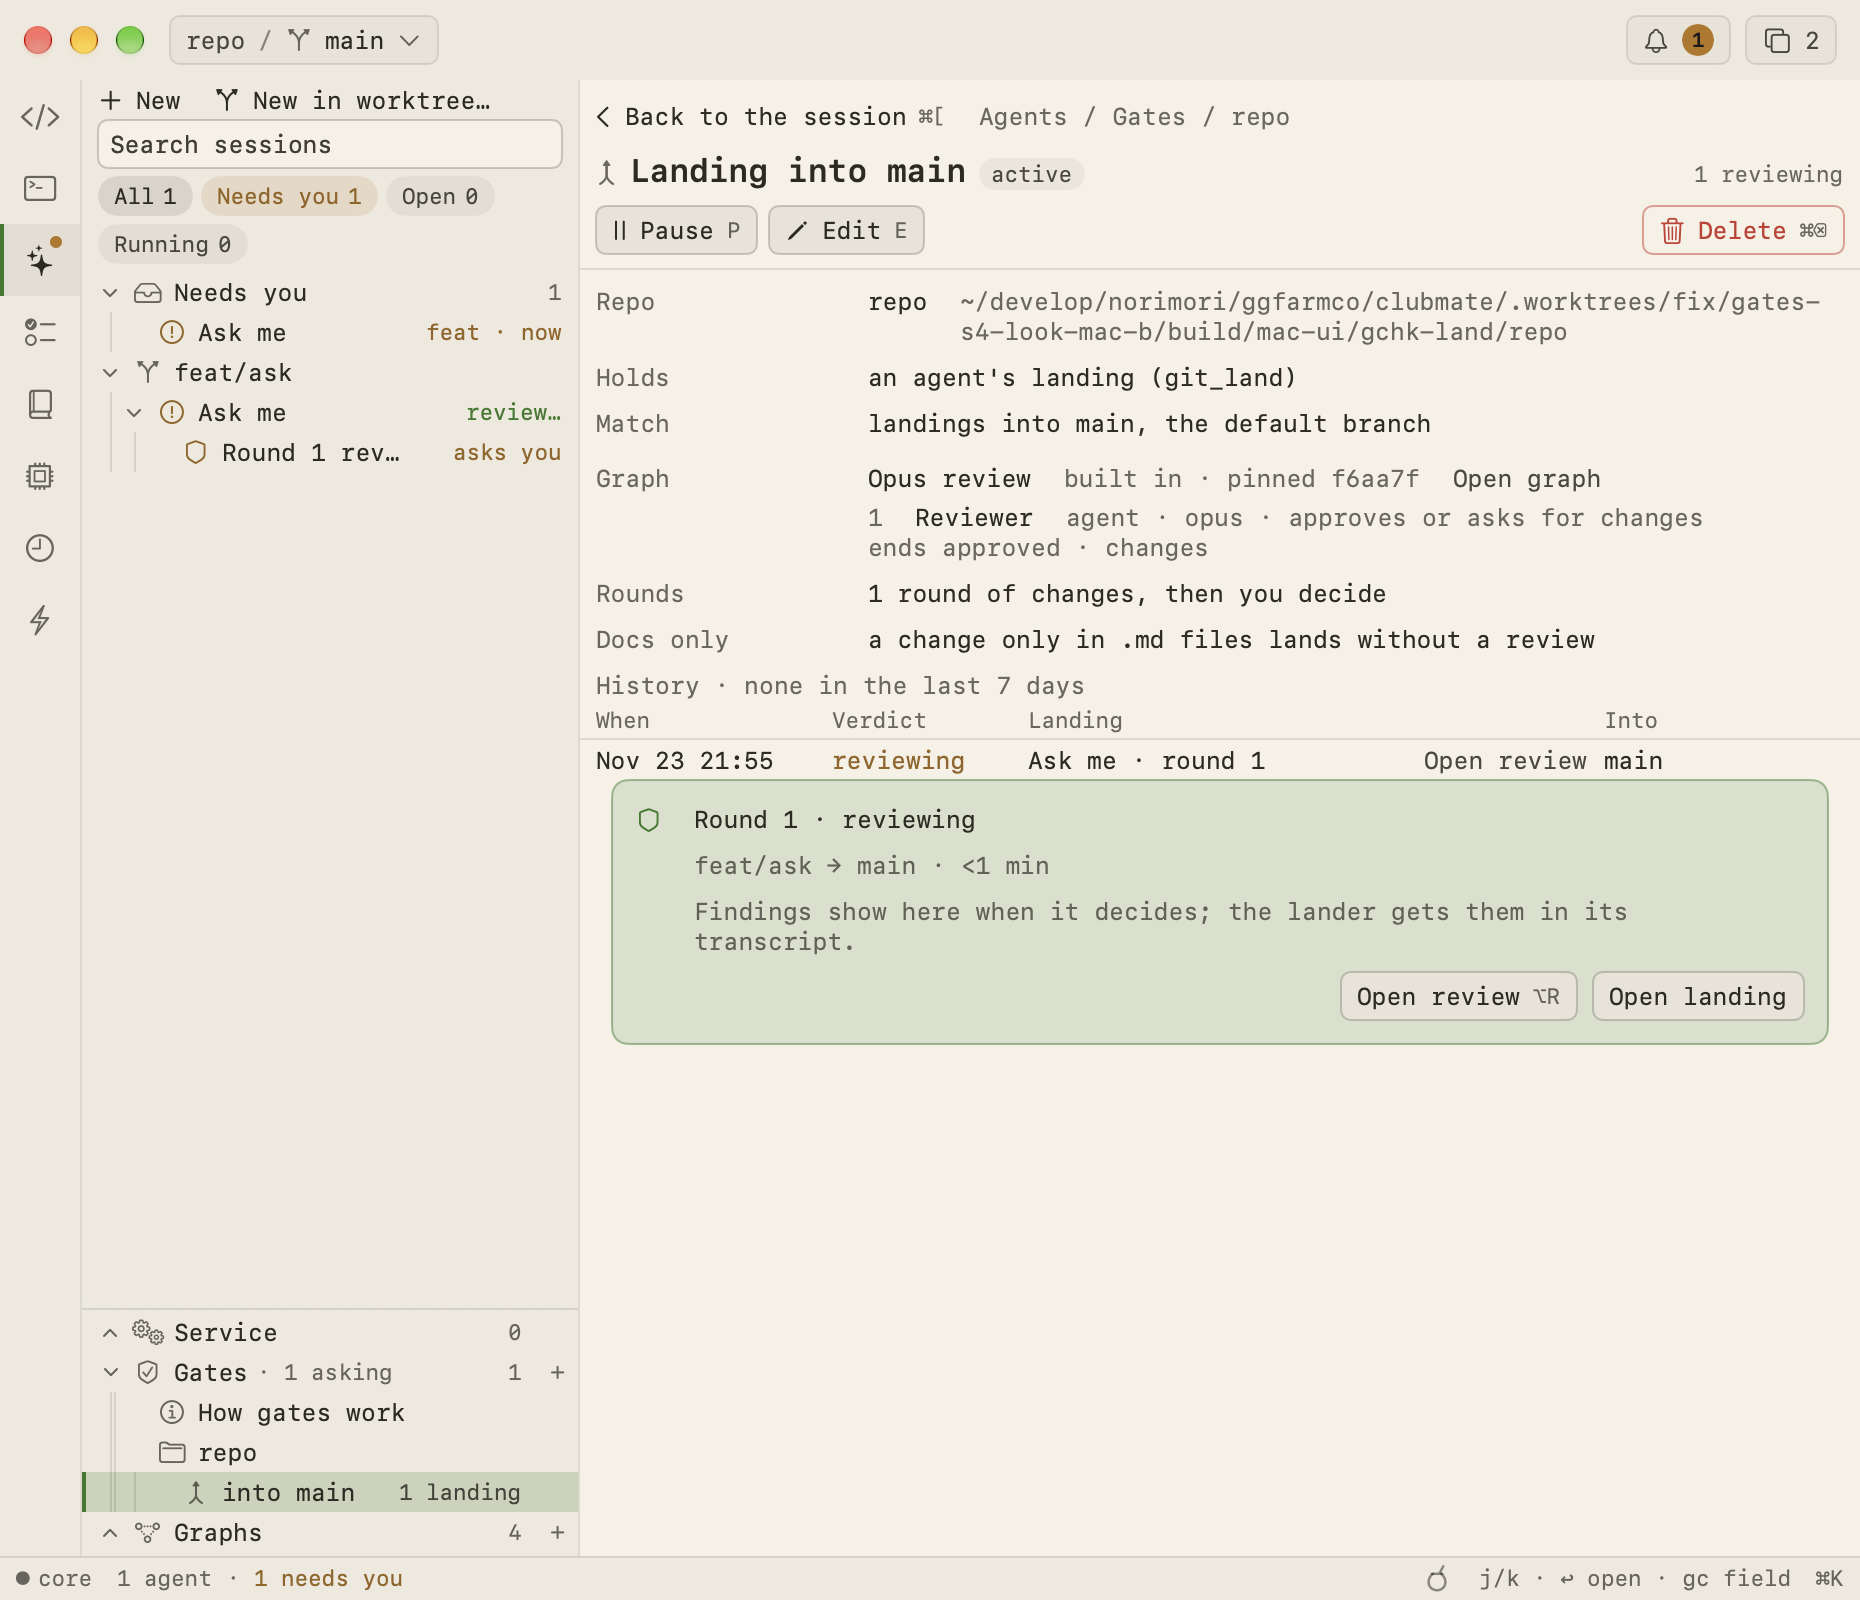 repo / main
1
2
New New in worktree…
Search sessions
All 1 Needs you 1 Open 0
Running 0
Needs you 1
Ask me feat · now
feat/ask
Ask me review…
Round 1 rev… asks you
Service 0
Gates · 1 asking 1 +
How gates work
repo
into main 1 landing
Graphs 4 +
Back to the session ⌘[ Agents / Gates / repo
Landing into main active 1 reviewing
Pause P Edit E Delete ⌘⌫
Repo repo ~/develop/norimori/ggfarmco/clubmate/.worktrees/fix/gates-
s4-look-mac-b/build/mac-ui/gchk-land/repo
Holds an agent's landing (git_land)
Match landings into main, the default branch
Graph Opus review built in · pinned f6aa7f Open graph
1 Reviewer agent · opus · approves or asks for changes
ends approved · changes
Rounds 1 round of changes, then you decide
Docs only a change only in .md files lands without a review
History · none in the last 7 days
When Verdict Landing Into
Nov 23 21:55 reviewing Ask me · round 1 Open review main
Round 1 · reviewing
feat/ask → main · <1 min
Findings show here when it decides; the lander gets them in its
transcript.
Open review ⌥R Open landing
core 1 agent · 1 needs you
j/k · ↩ open · gc field ⌘K